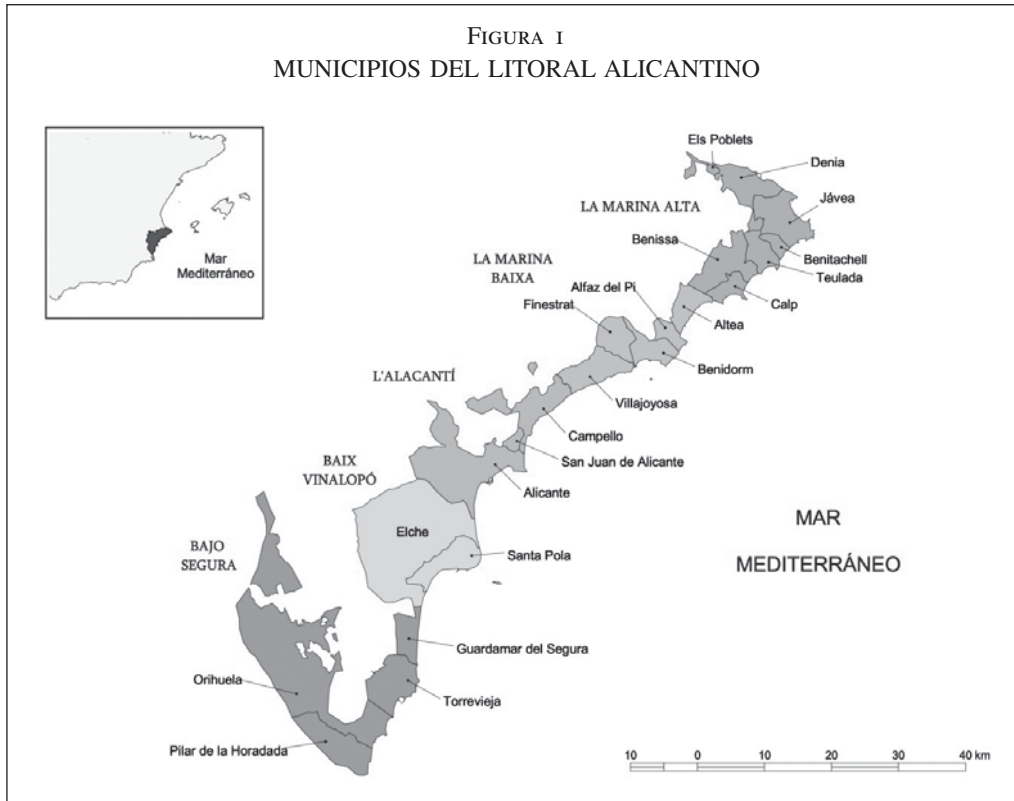 FIGURA I
MUNICIPIOS DEL LITORAL ALICANTINO
Mar
Mediterráneo
Els Poblets
Denia
LA MARINA ALTA
Jávea
Benissa
Benitachell
Teulada
LA MARINA
BAIXA
Alfaz del Pi
Calp
Finestrat
Altea
Benidorm
L'ALACANTÍ
Villajoyosa
Campello
San Juan de Alicante
BAIX
VINALOPÓ
Alicante
Elche
MAR
MEDITERRÁNEO
BAJO
SEGURA
Santa Pola
Guardamar del Segura
Orihuela
Torrevieja
Pilar de la Horadada
10 0 10 20 30 40 km